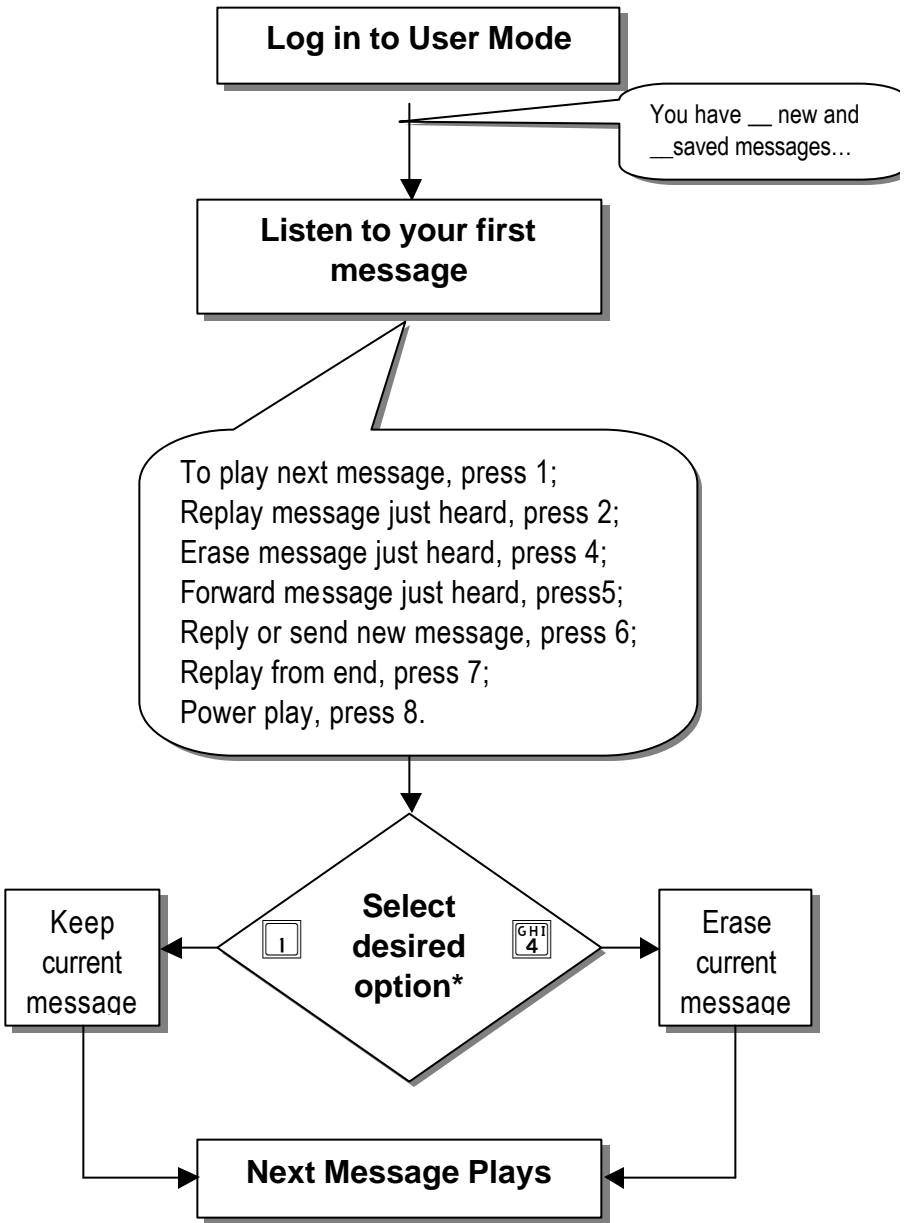 Log in to User Mode
You have __ new and
__saved messages…
Listen to your first
message
To play next message, press 1;
Replay message just heard, press 2;
Erase message just heard, press 4;
Forward message just heard, press5;
Reply or send new message, press 6;
Replay from end, press 7;
Power play, press 8.
Keep
current
message
1
Select
desired
option*
GHI
4
Erase
current
message
Next Message Plays